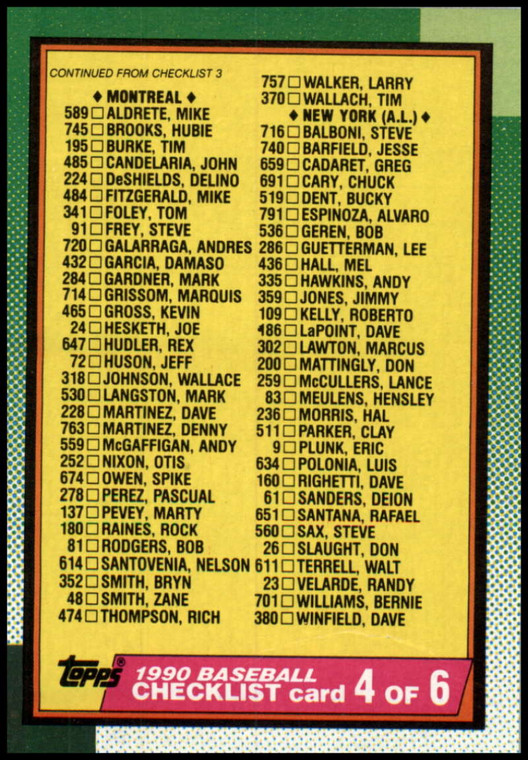 CONTINUED FROM CHECKLIST 3
♦ MONTREAL ♦
589 □ ALDRETE, MIKE
745 □ BROOKS, HUBIE
195 □ BURKE, TIM
485 □ CANDELARIA, JOHN
224 □ DeSHIELDS, DELINO
484 □ FITZGERALD, MIKE
341 □ FOLEY, TOM
91 □ FREY, STEVE
720 □ GALARRAGA, ANDRES
432 □ GARCIA, DAMASO
284 □ GARDNER, MARK
714 □ GRISSOM, MARQUIS
465 □ GROSS, KEVIN
24 □ HESKETH, JOE
647 □ HUDLER, REX
72 □ HUSON, JEFF
318 □ JOHNSON, WALLACE
530 □ LANGSTON, MARK
228 □ MARTINEZ, DAVE
763 □ MARTINEZ, DENNY
559 □ McGAFFIGAN, ANDY
252 □ NIXON, OTIS
674 □ OWEN, SPIKE
278 □ PEREZ, PASCUAL
137 □ PEVEY, MARTY
180 □ RAINES, ROCK
81 □ RODGERS, BOB
614 □ SANTOVENIA, NELSON
352 □ SMITH, BRYN
48 □ SMITH, ZANE
474 □ THOMPSON, RICH
757 □ WALKER, LARRY
370 □ WALLACH, TIM
♦ NEW YORK (A.L.) ♦
716 □ BALBONI, STEVE
740 □ BARFIELD, JESSE
659 □ CADARET, GREG
691 □ CARY, CHUCK
519 □ DENT, BUCKY
791 □ ESPINOZA, ALVARO
536 □ GEREN, BOB
286 □ GUETTERMAN, LEE
436 □ HALL, MEL
335 □ HAWKINS, ANDY
359 □ JONES, JIMMY
109 □ KELLY, ROBERTO
486 □ LaPOINT, DAVE
302 □ LAWTON, MARCUS
200 □ MATTINGLY, DON
259 □ McCULLERS, LANCE
83 □ MEULENS, HENSLEY
236 □ MORRIS, HAL
511 □ PARKER, CLAY
9 □ PLUNK, ERIC
634 □ POLONIA, LUIS
160 □ RIGHETTI, DAVE
61 □ SANDERS, DEION
651 □ SANTANA, RAFAEL
560 □ SAX, STEVE
26 □ SLAUGHT, DON
611 □ TERRELL, WALT
23 □ VELARDE, RANDY
701 □ WILLIAMS, BERNIE
380 □ WINFIELD, DAVE
Topps®
1990 BASEBALL
CHECKLIST card 4 OF 6